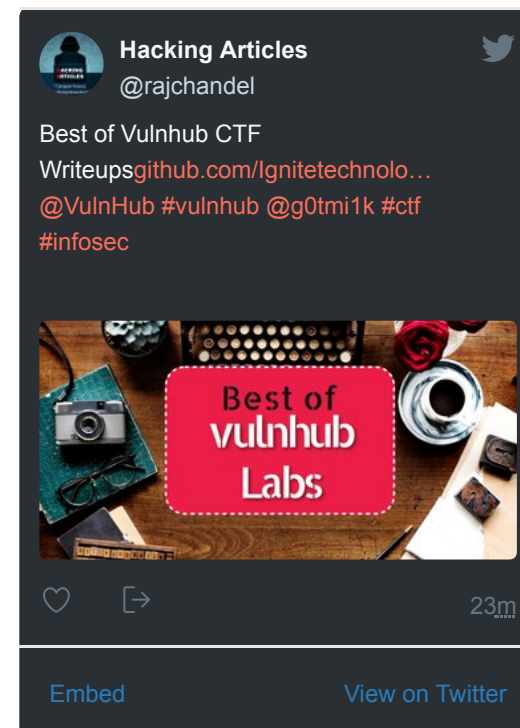 Hacking Articles
@rajchandel
Best of Vulnhub CTF
Writeupsgithub.com/Ignitetechnolo…
@VulnHub #vulnhub @g0tmi1k #ctf
#infosec
Best of
vulnhub
Labs
23m
Embed
View on Twitter